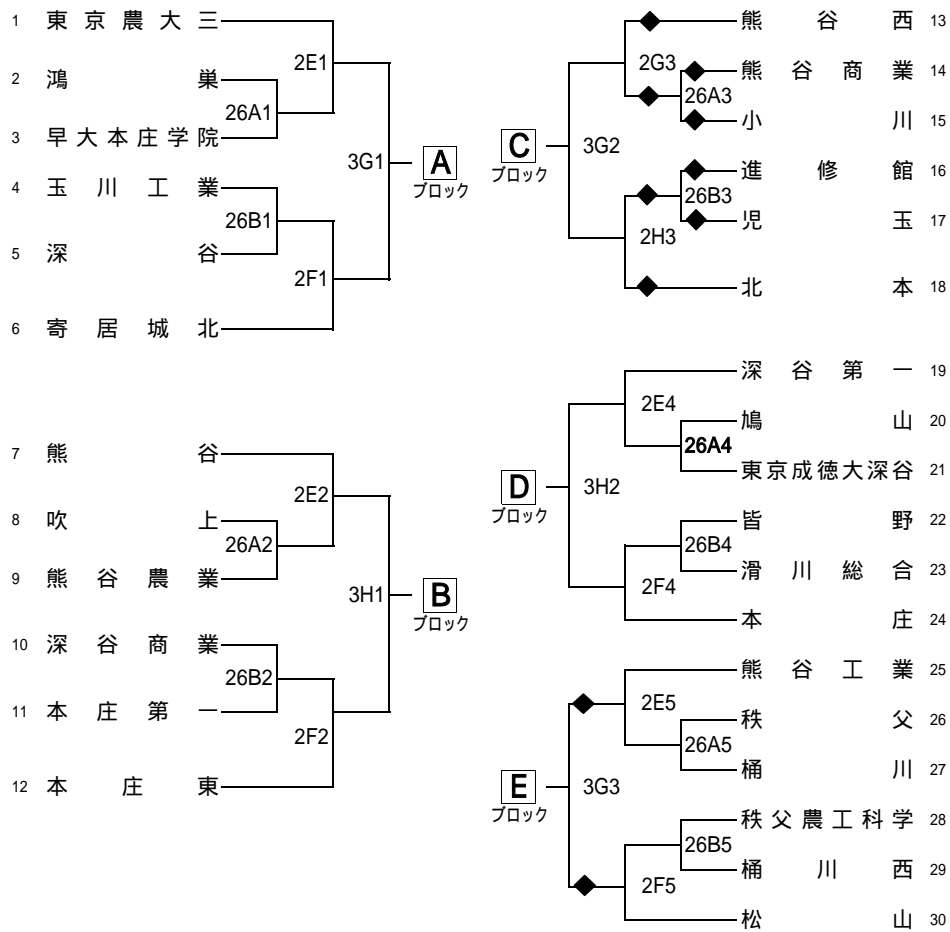 1 東京農大三
2E1
2 鴻巣
26A1
3 早大本庄学院
3G1
A
ブロック
4 玉川工業
26B1
5 深谷
2F1
6 寄居城北
7 熊谷
2E2
8 吹上
26A2
9 熊谷農業
3H1
B
ブロック
10 深谷商業
26B2
11 本庄第一
2F2
12 本庄東
熊谷西 13
2G3
熊谷商業 14
26A3
小川 15
C
ブロック
3G2
進修館 16
26B3
児玉 17
2H3
北本 18
深谷第一 19
2E4
鳩山 20
26A4
東京成徳大深谷 21
D
ブロック
3H2
皆野 22
26B4
滑川総合 23
2F4
本庄 24
熊谷工業 25
2E5
秩父 26
26A5
桶川 27
E
ブロック
3G3
秩父農工科学 28
26B5
桶川西 29
2F5
松山 30